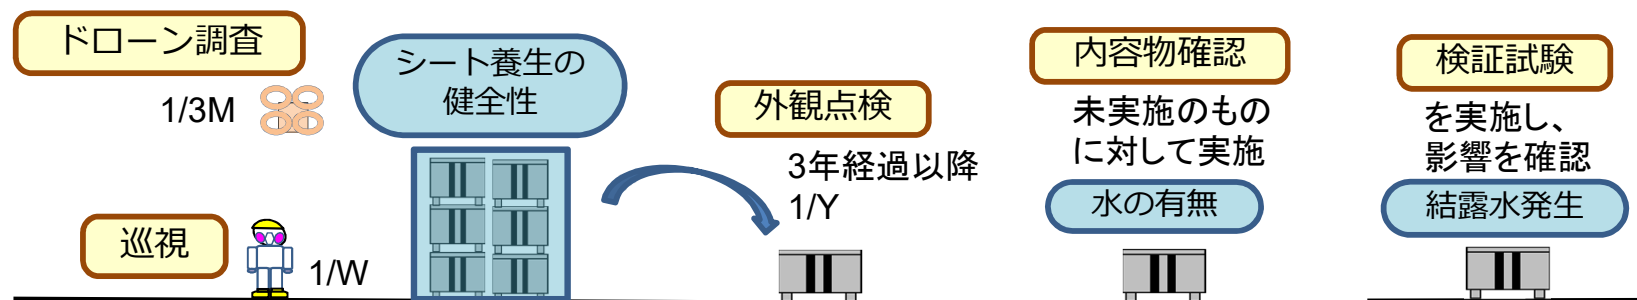 ドローン調査
1/3M
シート養生の
健全性
巡視
1/W
外観点検
3年経過以降
1/Y
内容物確認
未実施のもの
に対して実施
水の有無
検証試験
を実施し、
影響を確認
結露水発生